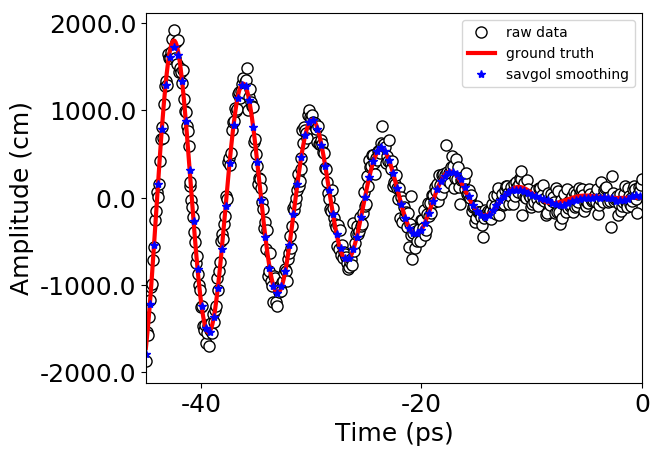 2000.0
1000.0
0.0
-1000.0
-2000.0
Amplitude (cm)
raw data
ground truth
savgol smoothing
-40
-20
0
Time (ps)